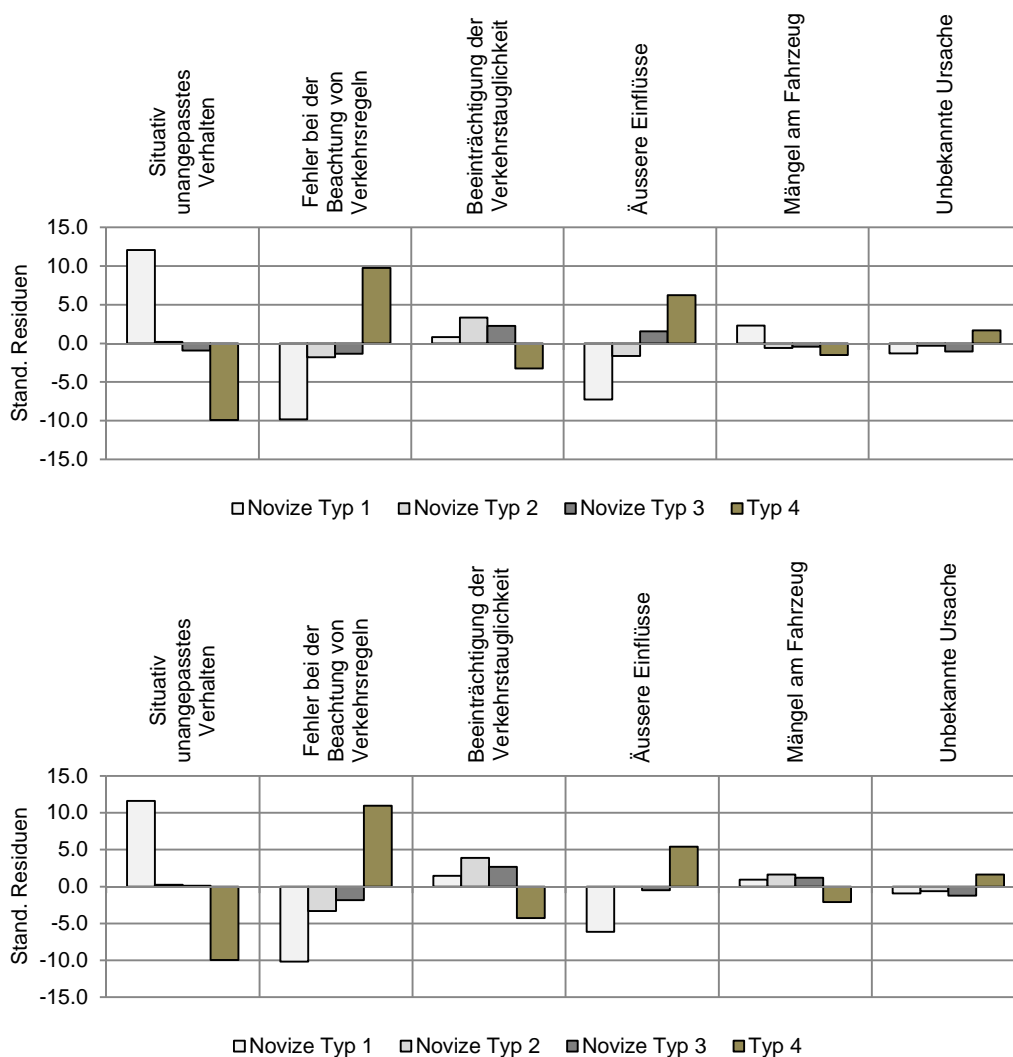 Situativ
unangepasstes
Verhalten
Fehler bei der
Beachtung von
Verkehrsregeln
Beeinträchtigung der
Verkehrstauglichkeit
Äussere Einflüsse
Mängel am Fahrzeug
Unbekannte Ursache
Stand. Residuen
15.0
10.0
5.0
0.0
-5.0
-10.0
-15.0
Novize Typ 1 Novize Typ 2 Novize Typ 3 Typ 4
Situativ
unangepasstes
Verhalten
Fehler bei der
Beachtung von
Verkehrsregeln
Beeinträchtigung der
Verkehrstauglichkeit
Äussere Einflüsse
Mängel am Fahrzeug
Unbekannte Ursache
Stand. Residuen
15.0
10.0
5.0
0.0
-5.0
-10.0
-15.0
Novize Typ 1 Novize Typ 2 Novize Typ 3 Typ 4